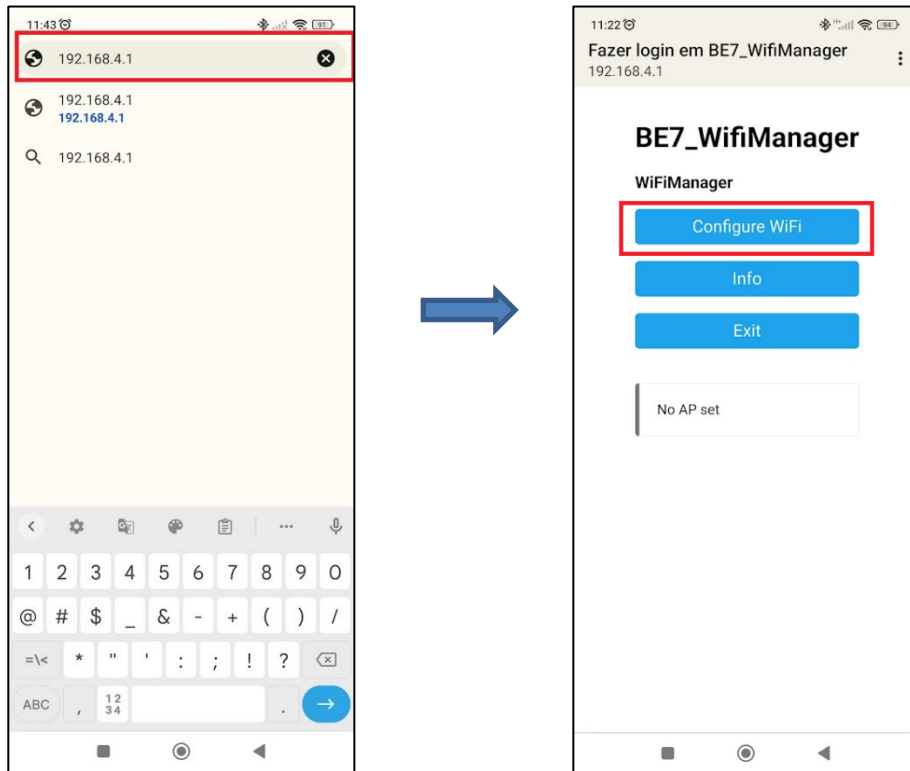 11:43
91
192.168.4.1
192.168.4.1
192.168.4.1
192.168.4.1
1 2 3 4 5 6 7 8 9 0
@ # $ _ & - + ( ) /
=\< * " ' : ; ! ?
ABC , 12 34 .
11:22
94
Fazer login em BE7_WifiManager
192.168.4.1
BE7_WifiManager
WiFiManager
Configure WiFi
Info
Exit
No AP set